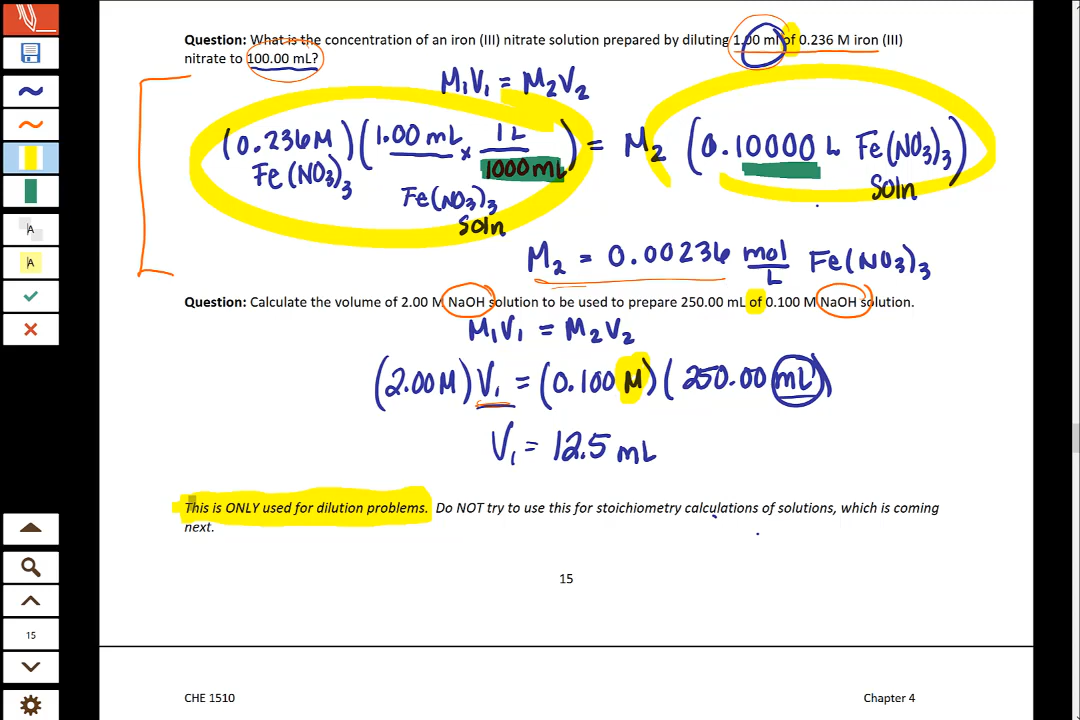 Question: What is the concentration of an iron (III) nitrate solution prepared by diluting 1.00 ml of 0.236 M iron (III)
nitrate to 100.00 mL?
M₁V₁ = M₂V₂
(0.236M) (1.00 mL × 1 L / 1000 mL) = M₂ (0.10000 L Fe(NO₃)₃)
Fe(NO₃)₃
Fe(NO₃)₃
Soln
Soln
M₂ = 0.00236 mol/L Fe(NO₃)₃
Question: Calculate the volume of 2.00 M NaOH solution to be used to prepare 250.00 mL of 0.100 M NaOH solution.
M₁V₁ = M₂V₂
(2.00M) V₁ = (0.100 M) (250.00 mL)
V₁ = 12.5 mL
This is ONLY used for dilution problems. Do NOT try to use this for stoichiometry calculations of solutions, which is coming
next.
15
15
CHE 1510 Chapter 4
A
A